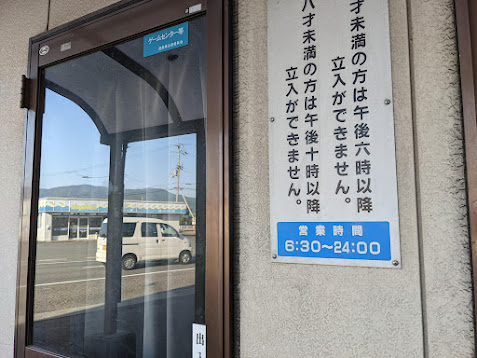 ゲームセンター等
才未満の方は午後六時以降
立入ができません。
八才未満の方は午後十時以降
立入ができません。
営業時間
6:30〜24:00
出